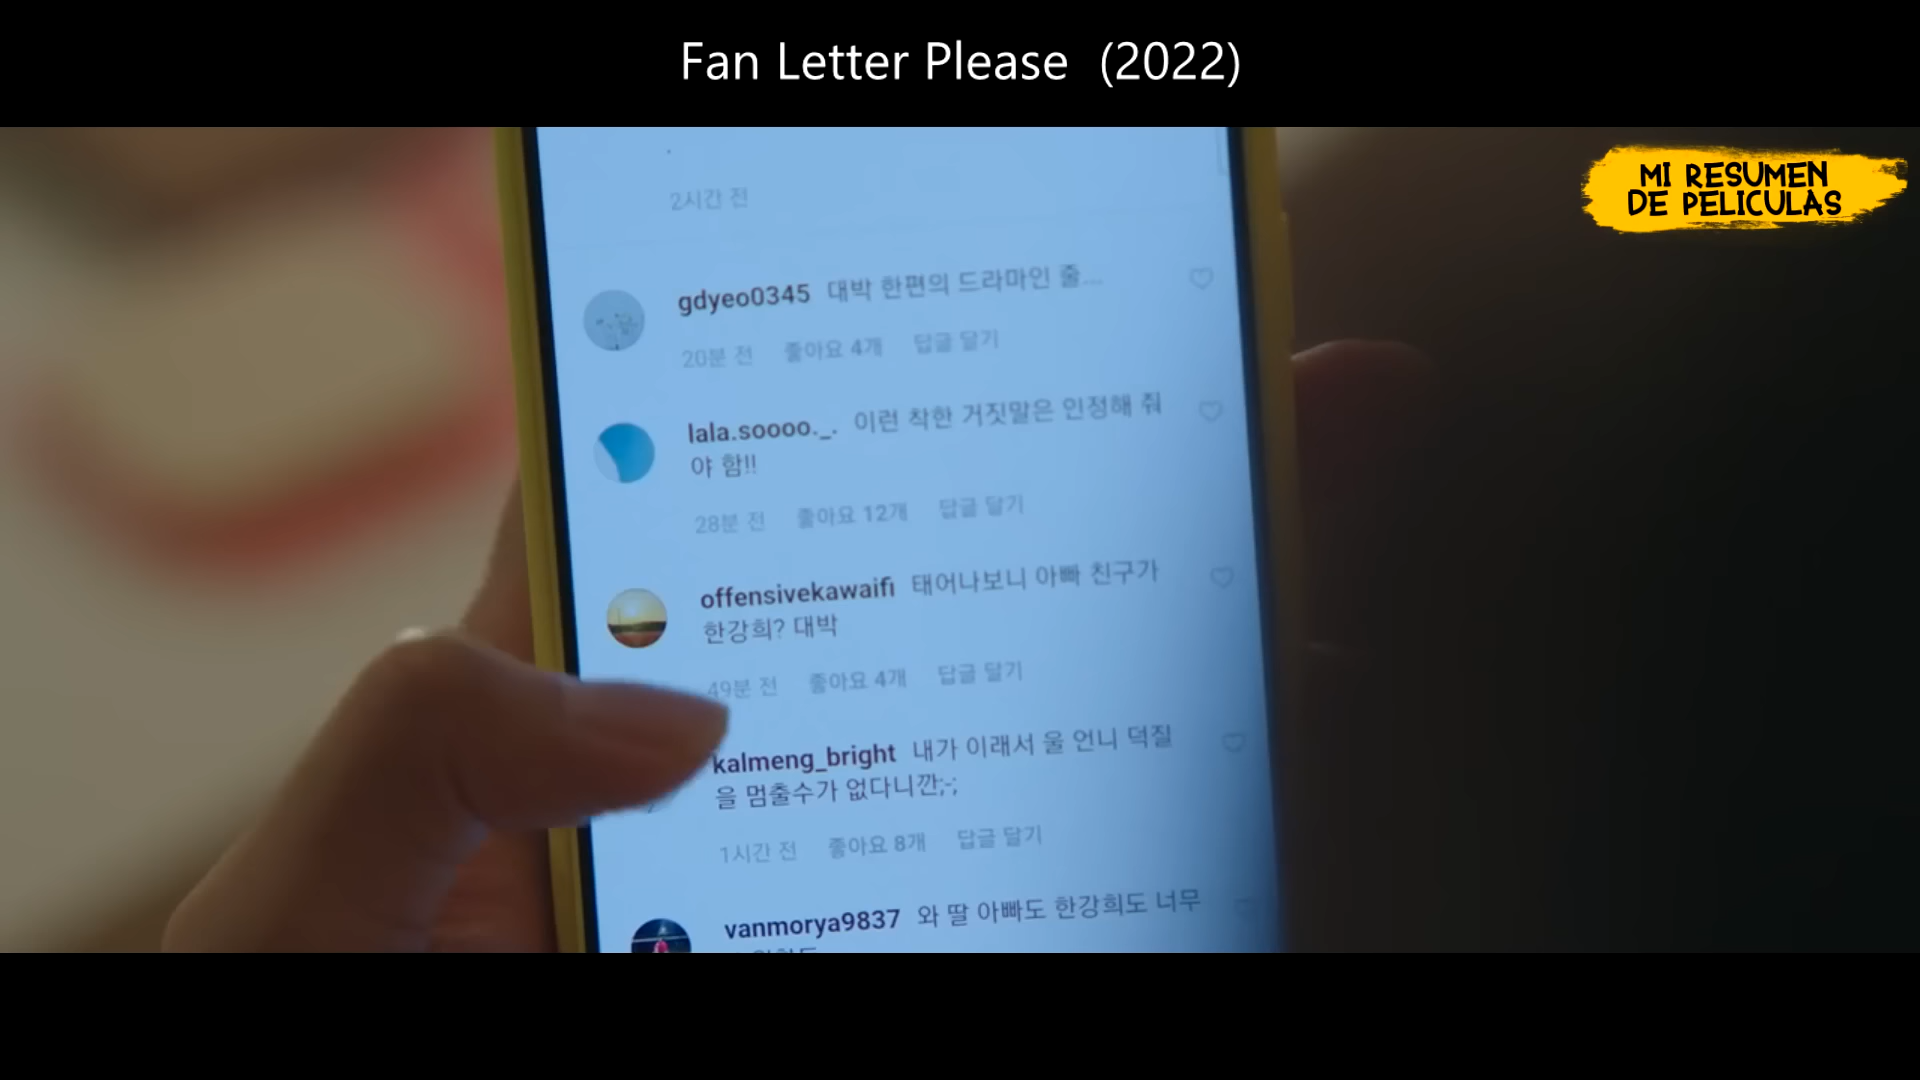 Fan Letter Please (2022)
MI RESUMEN
DE PELICULAS
2시간 전
gdyeo0345 대박 한편의 드라마인 줄...
20분 전 좋아요 4개 답글 달기
lala.soooo._. 이런 착한 거짓말은 인정해 줘
야 함!!
28분 전 좋아요 12개 답글 달기
offensivekawaifi 태어나보니 아빠 친구가
한강희? 대박
49분 전 좋아요 4개 답글 달기
kalmeng_bright 내가 이래서 울 언니 덕질
을 멈출수가 없다니깐;-;
1시간 전 좋아요 8개 답글 달기
vanmorya9837 와 딸 아빠도 한강희도 너무